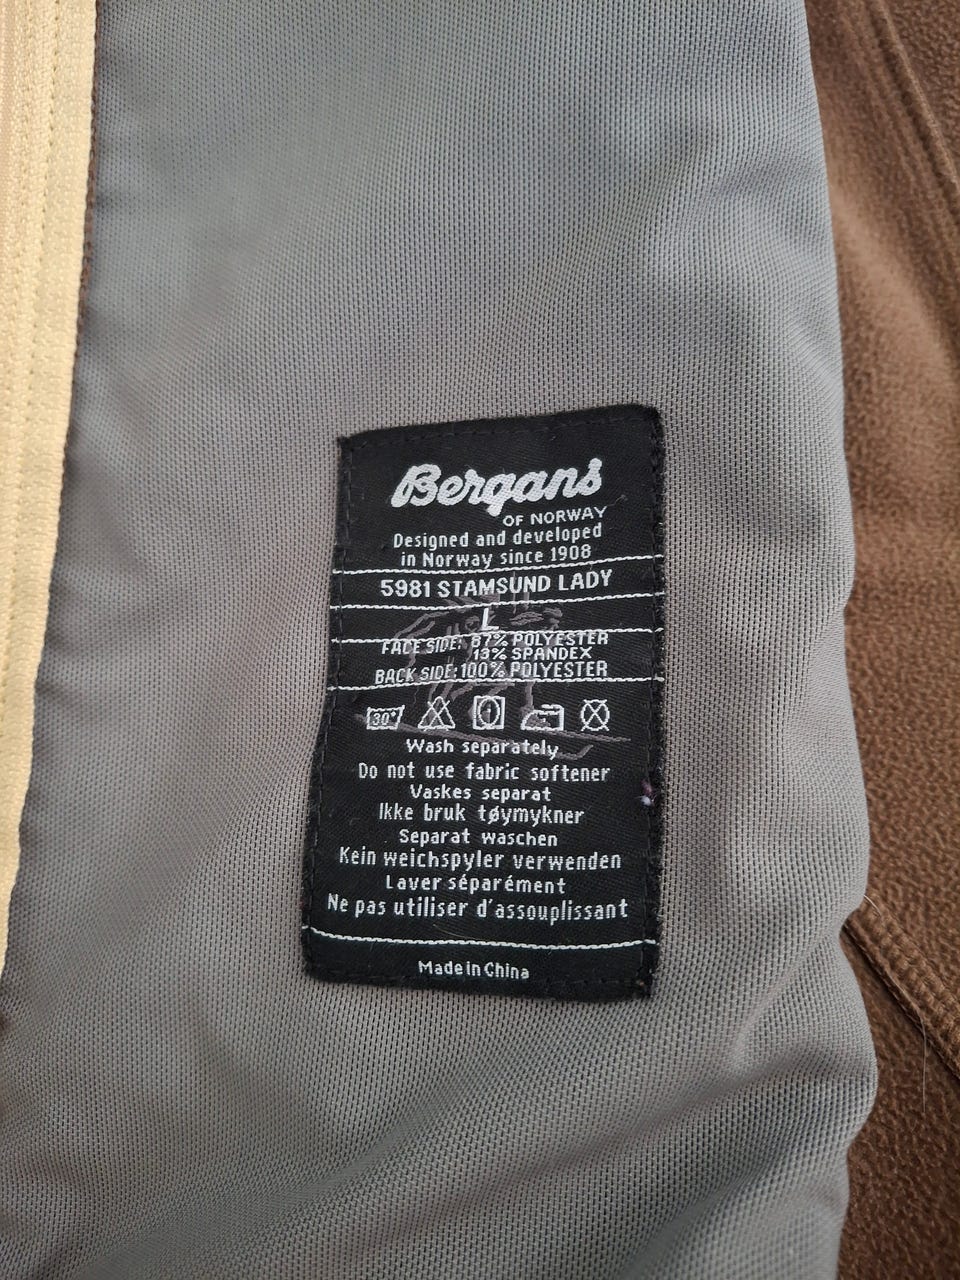 Bergans
OF NORWAY
Designed and developed
in Norway since 1908
5981 STAMSUND LADY
L
FACE SIDE: 87% POLYESTER
13% SPANDEX
BACK SIDE: 100% POLYESTER
30°
Wash separately
Do not use fabric softener
Vaskes separat
Ikke bruk tøymykner
Separat waschen
Kein weichspyler verwenden
Laver séparément
Ne pas utiliser d'assouplissant
Made in China